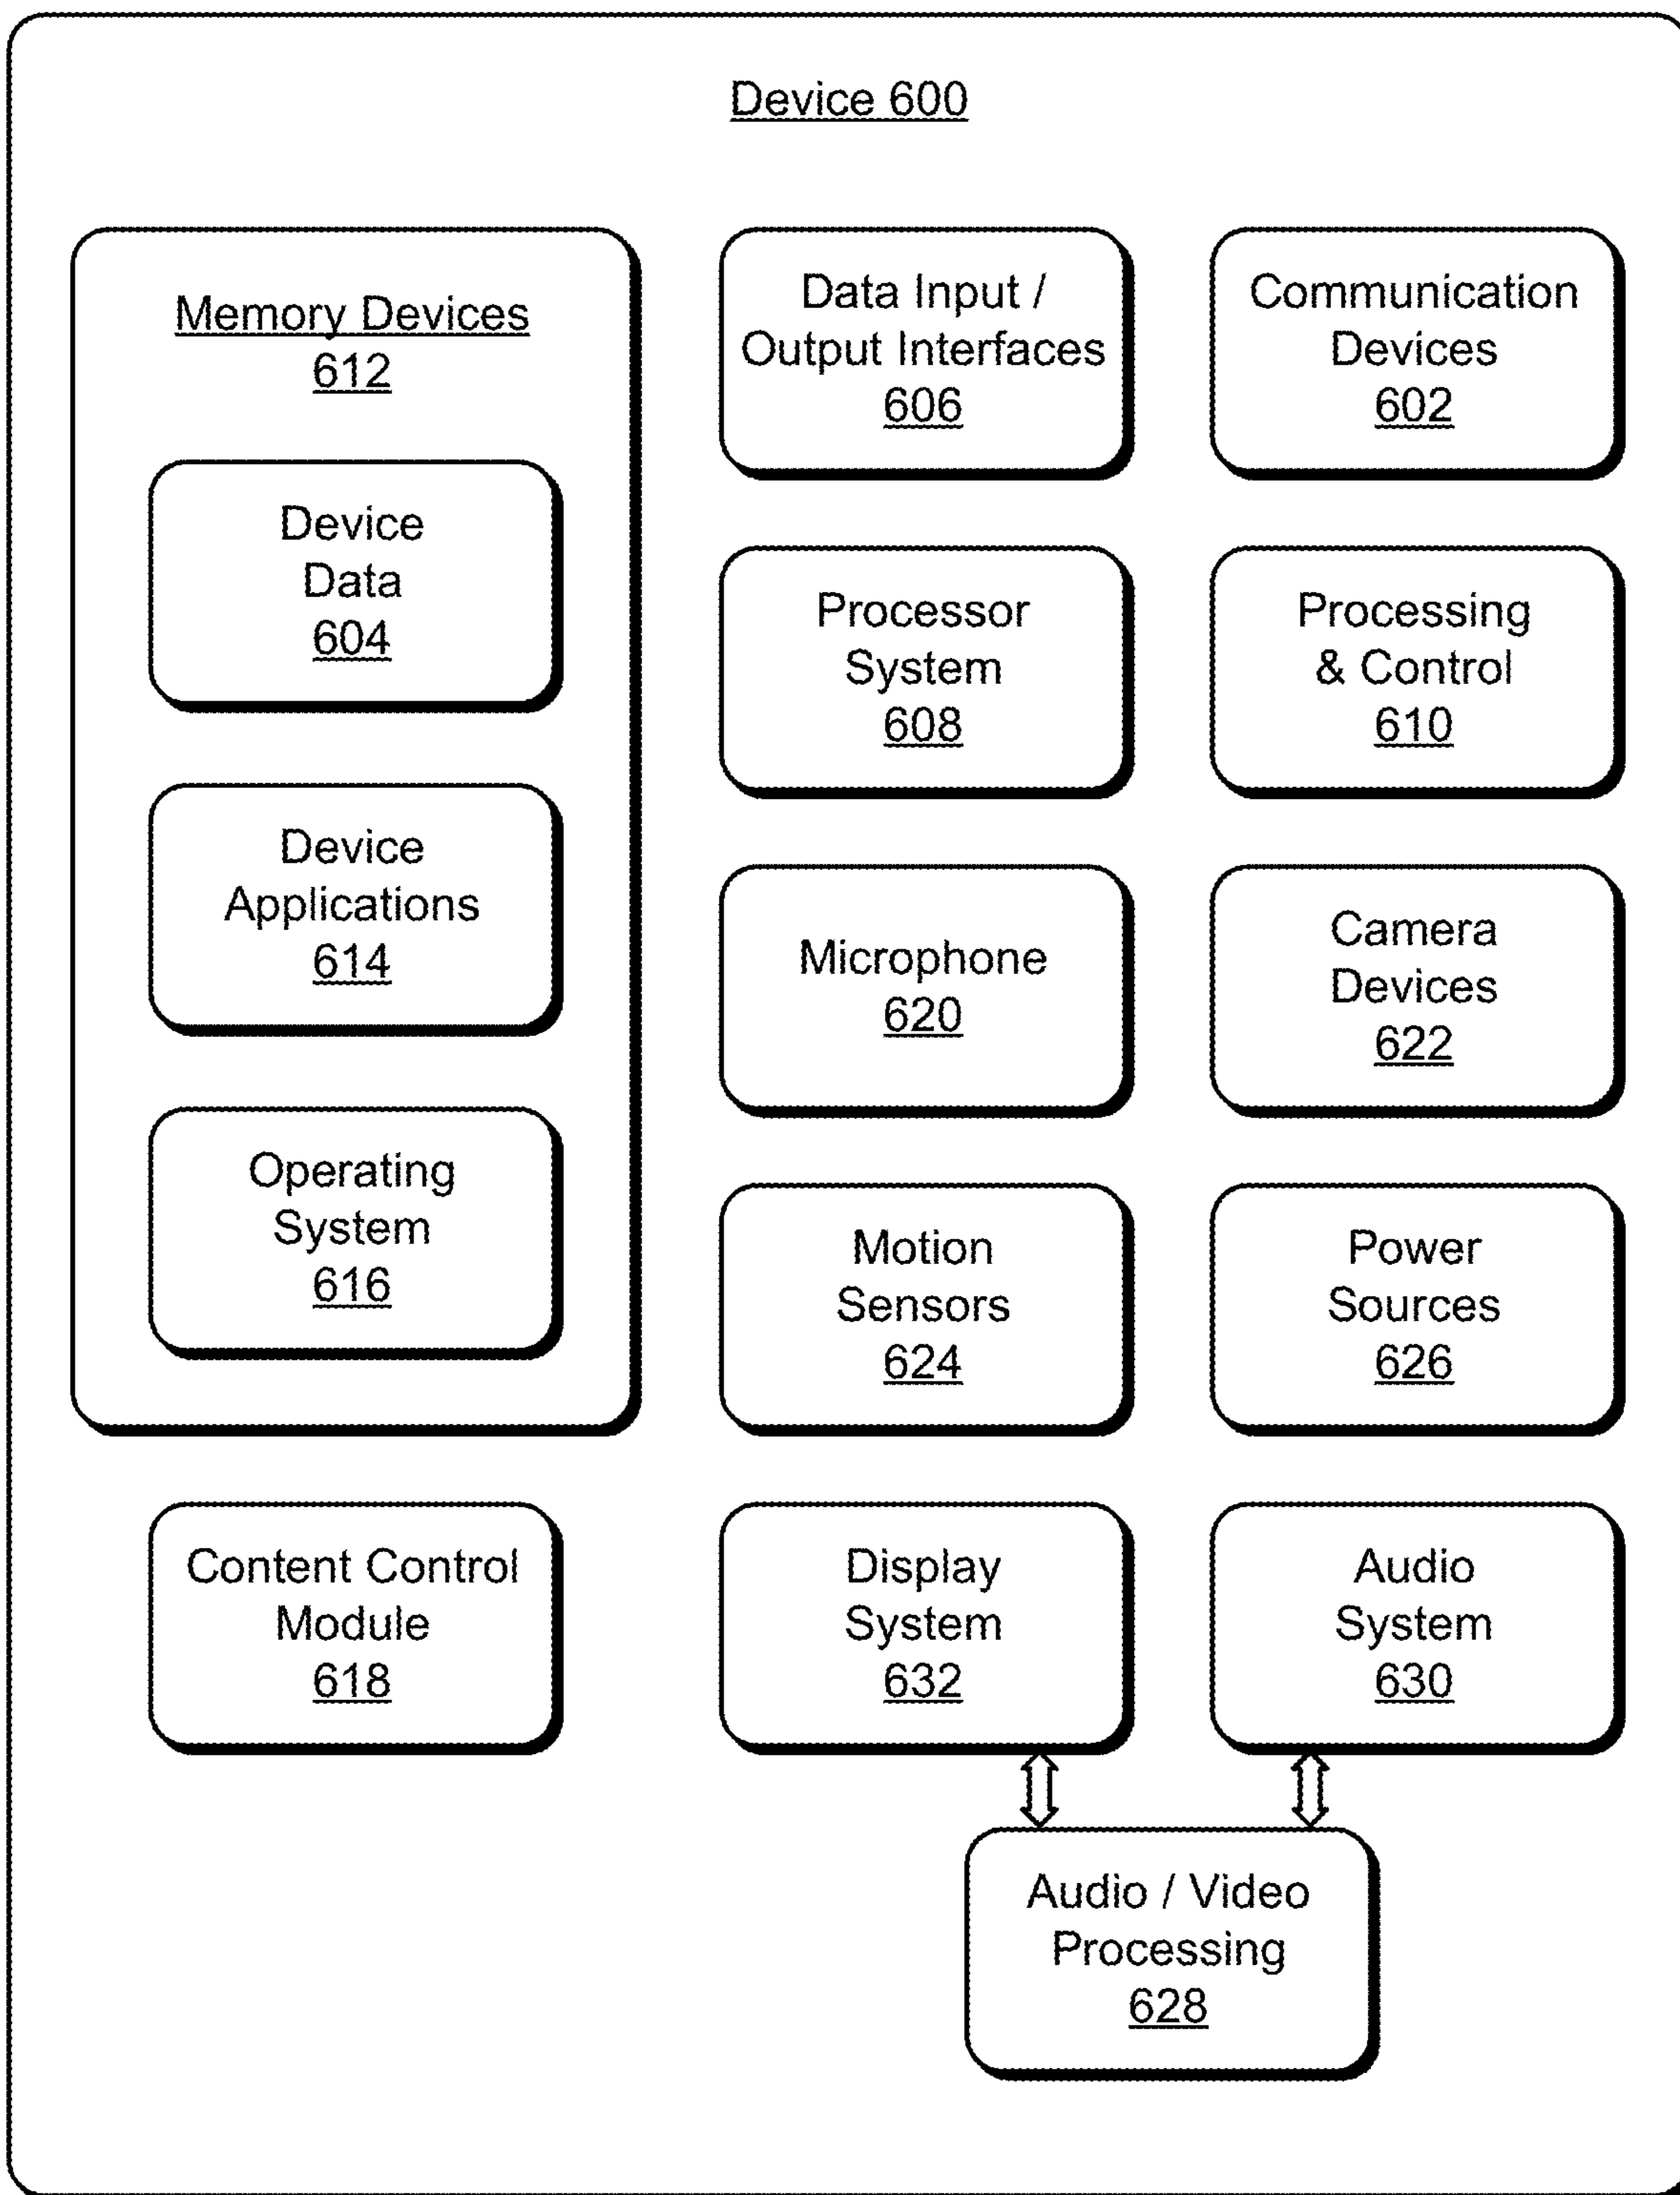 Device 600
Memory Devices
612
Device
Data
604
Device
Applications
614
Operating
System
616
Content Control
Module
618
Data Input /
Output Interfaces
606
Communication
Devices
602
Processor
System
608
Processing
& Control
610
Microphone
620
Camera
Devices
622
Motion
Sensors
624
Power
Sources
626
Display
System
632
Audio
System
630
Audio / Video
Processing
628